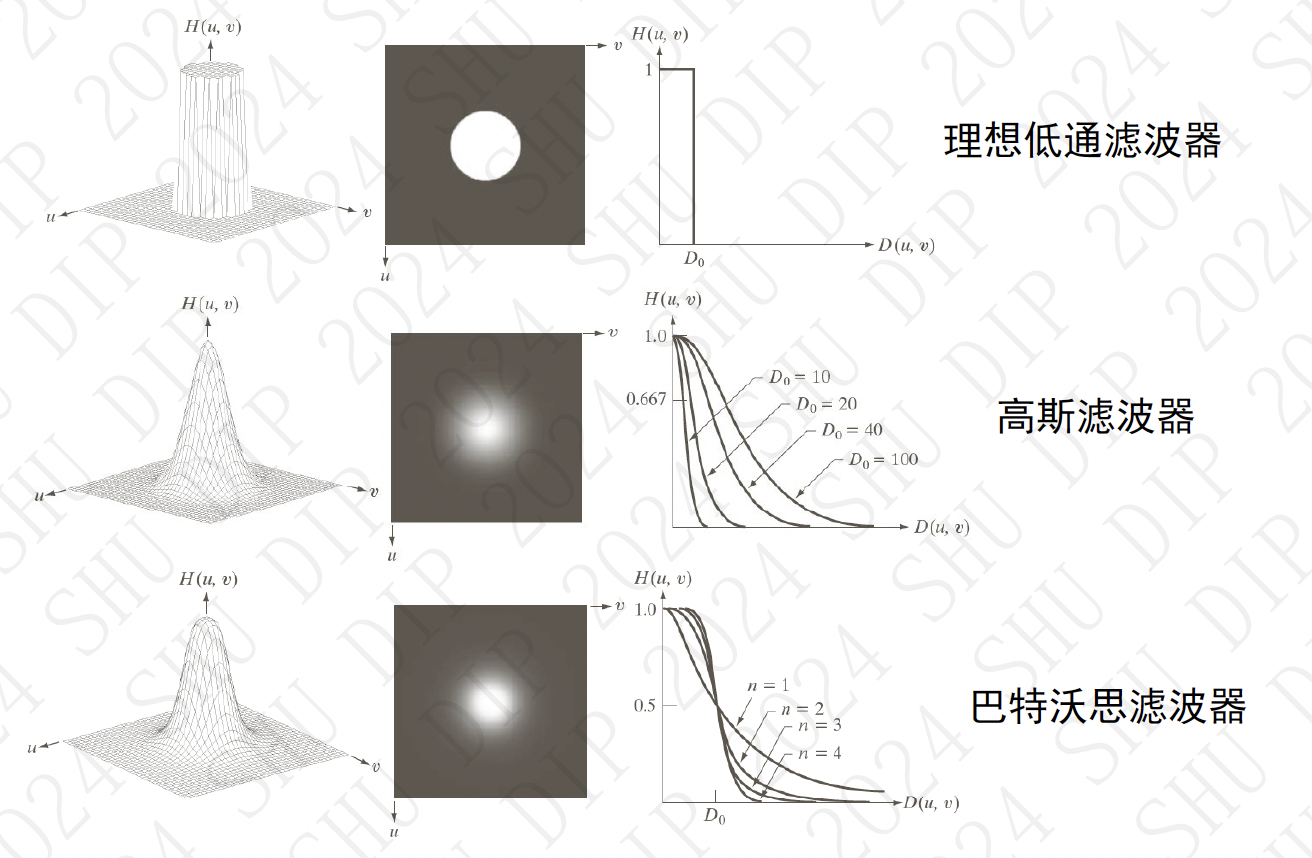 H(u, v)
u
v
v
u
H(u, v)
1
D₀
D(u, v)
理想低通滤波器
H(u, v)
u
v
v
u
H(u, v)
1.0
0.667
D₀ = 10
D₀ = 20
D₀ = 40
D₀ = 100
D(u, v)
高斯滤波器
H(u, v)
u
v
v
u
H(u, v)
1.0
0.5
n = 1
n = 2
n = 3
n = 4
D₀
D(u, v)
巴特沃思滤波器
SHU DIP 2024